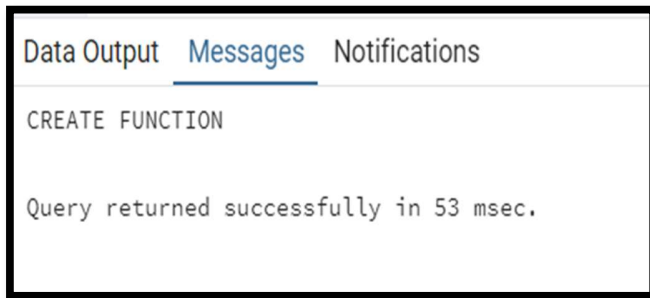 Data Output Messages Notifications
CREATE FUNCTION
Query returned successfully in 53 msec.